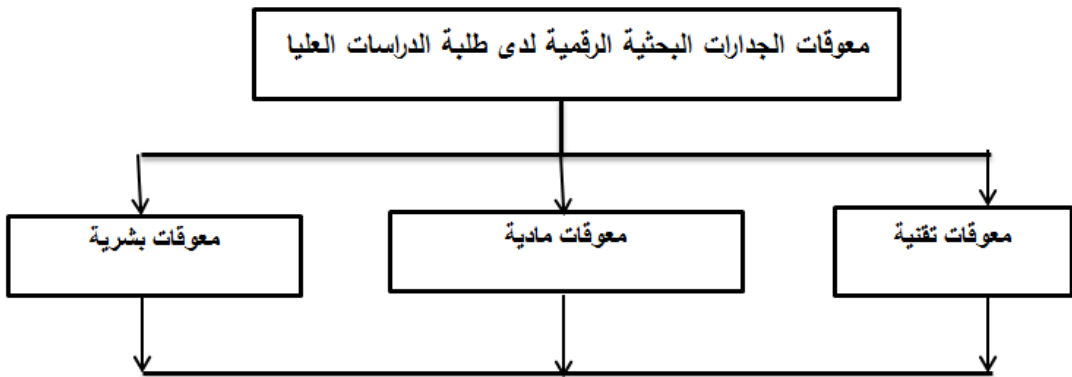 معوقات الجدارات البحثية الرقمية لدى طلبة الدراسات العليا
معوقات تقنية
معوقات مادية
معوقات بشرية